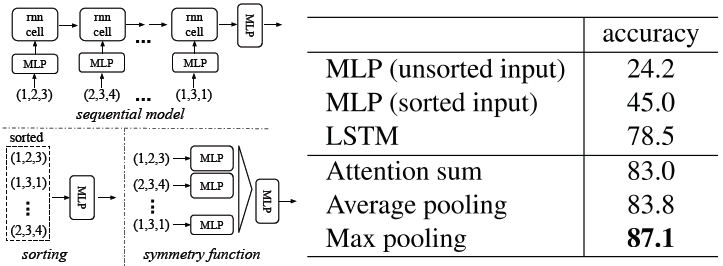 rnn cell rnn cell ... rnn cell MLP
MLP MLP MLP
(1,2,3) (2,3,4) ... (1,3,1)
sequential model
sorted
(1,2,3)
(1,3,1)
(2,3,4)
MLP
sorting
(1,2,3) MLP
(2,3,4) MLP
(1,3,1) MLP
MLP
symmetry function
accuracy
MLP (unsorted input) 24.2
MLP (sorted input) 45.0
LSTM 78.5
Attention sum 83.0
Average pooling 83.8
Max pooling 87.1